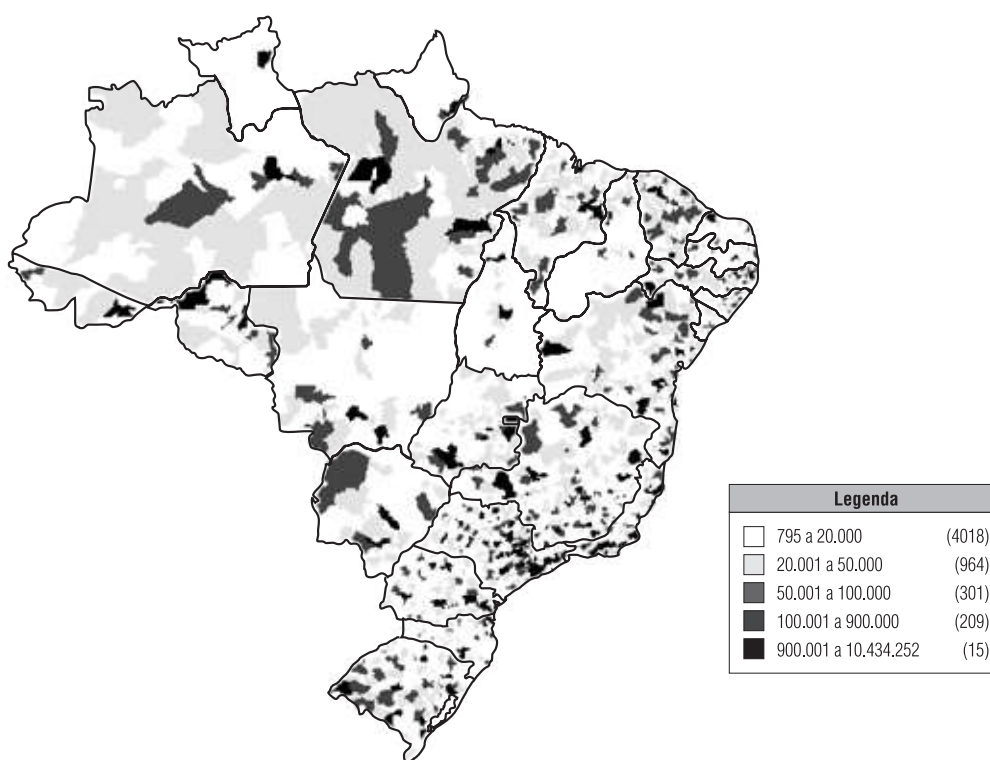 Legenda
795 a 20.000 (4018)
20.001 a 50.000 (964)
50.001 a 100.000 (301)
100.001 a 900.000 (209)
900.001 a 10.434.252 (15)